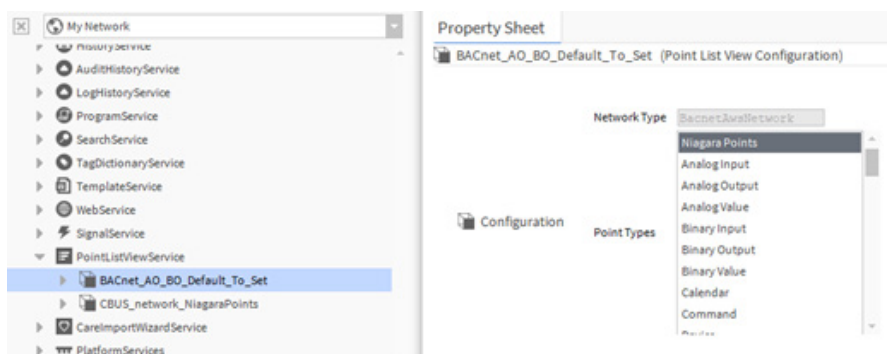 My Network
HistoryService
AuditHistoryService
LogHistoryService
ProgramService
SearchService
TagDictionaryService
TemplateService
WebService
SignalService
PointListViewService
BACnet_AO_BO_Default_To_Set
CBUS_network_NiagaraPoints
CareImportWizardService
PlatformServices
Property Sheet
BACnet_AO_BO_Default_To_Set (Point List View Configuration)
Network Type BacnetAwsNetwork
Configuration
Point Types
Niagara Points
Analog Input
Analog Output
Analog Value
Binary Input
Binary Output
Binary Value
Calendar
Command
Device